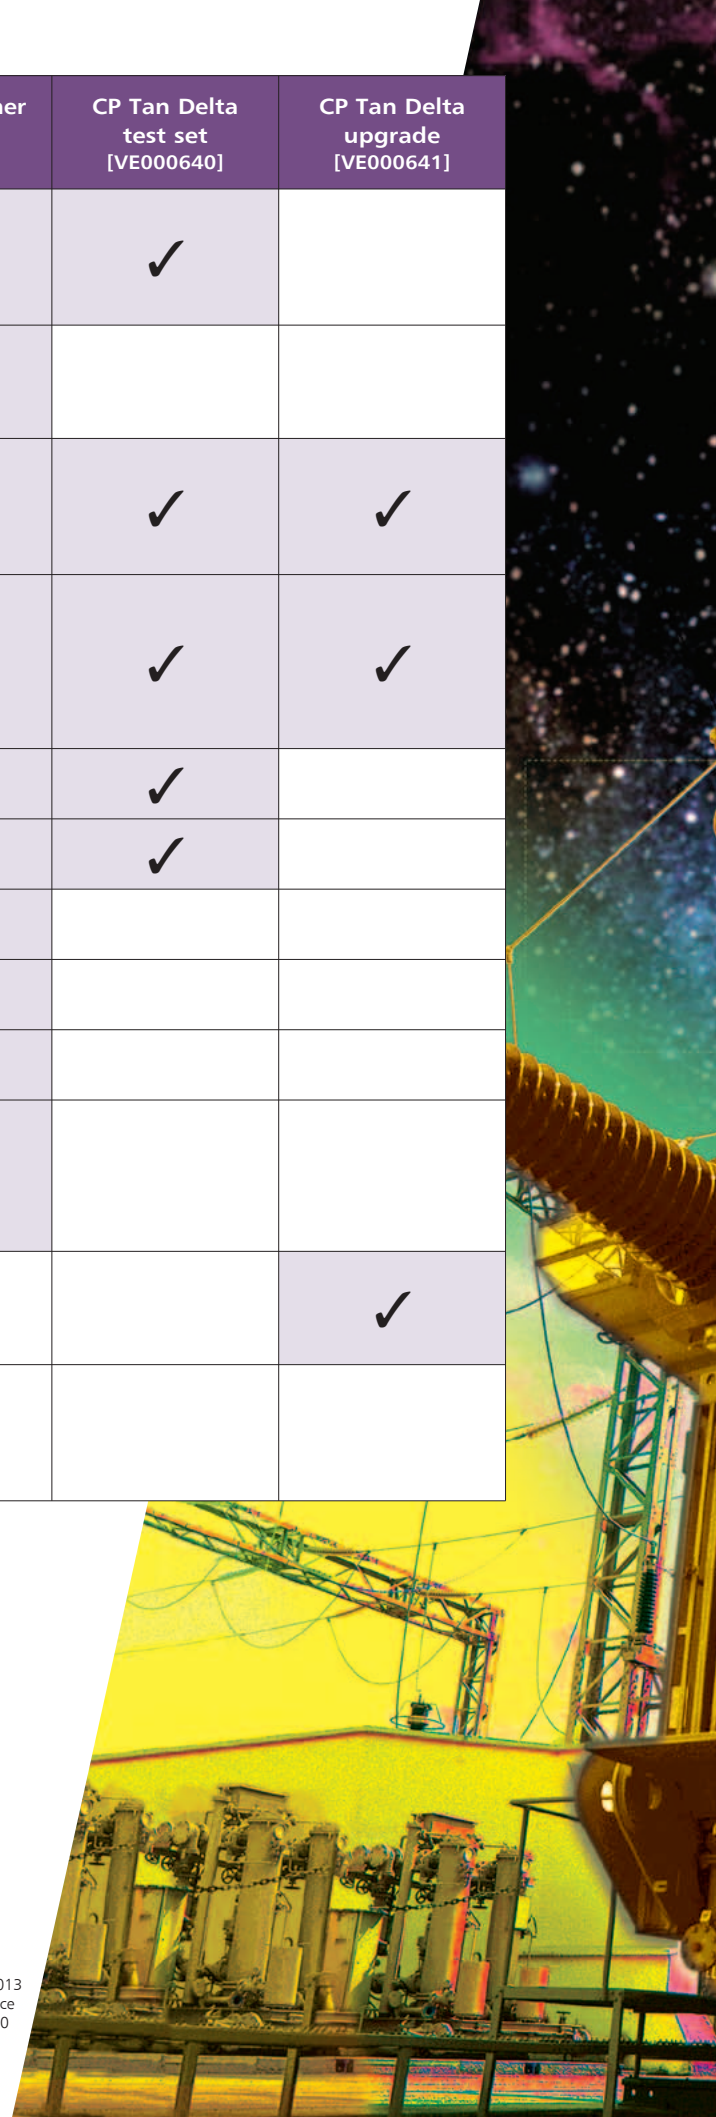 CP Tan Delta
test set
[VE000640]
CP Tan Delta
upgrade
[VE000641]
✓
✓ ✓
✓ ✓
✓
✓
✓